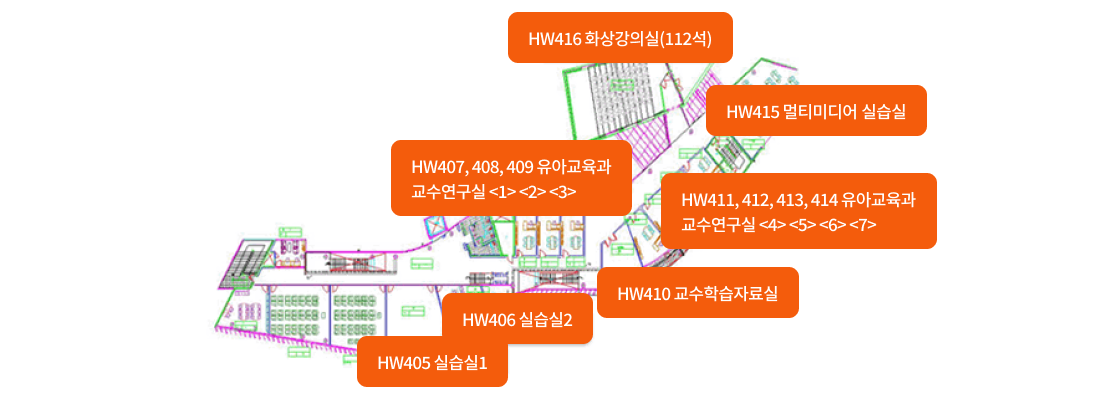 HW416 화상강의실(112석)
HW415 멀티미디어 실습실
HW407, 408, 409 유아교육과
교수연구실 <1> <2> <3>
HW411, 412, 413, 414 유아교육과
교수연구실 <4> <5> <6> <7>
HW410 교수학습자료실
HW406 실습실2
HW405 실습실1